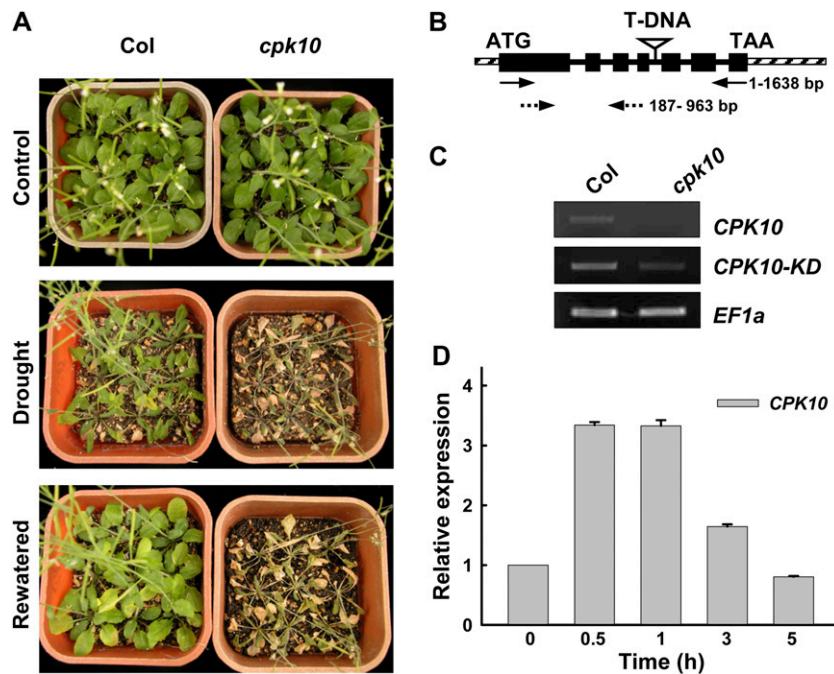 A
Col
cpk10
Control
Drought
Rewatered
B
T-DNA
ATG
TAA
1-1638 bp
187- 963 bp
C
Col
cpk10
CPK10
CPK10-KD
EF1a
D
Relative expression
4
3
2
1
0
CPK10
0
0.5
1
3
5
Time (h)